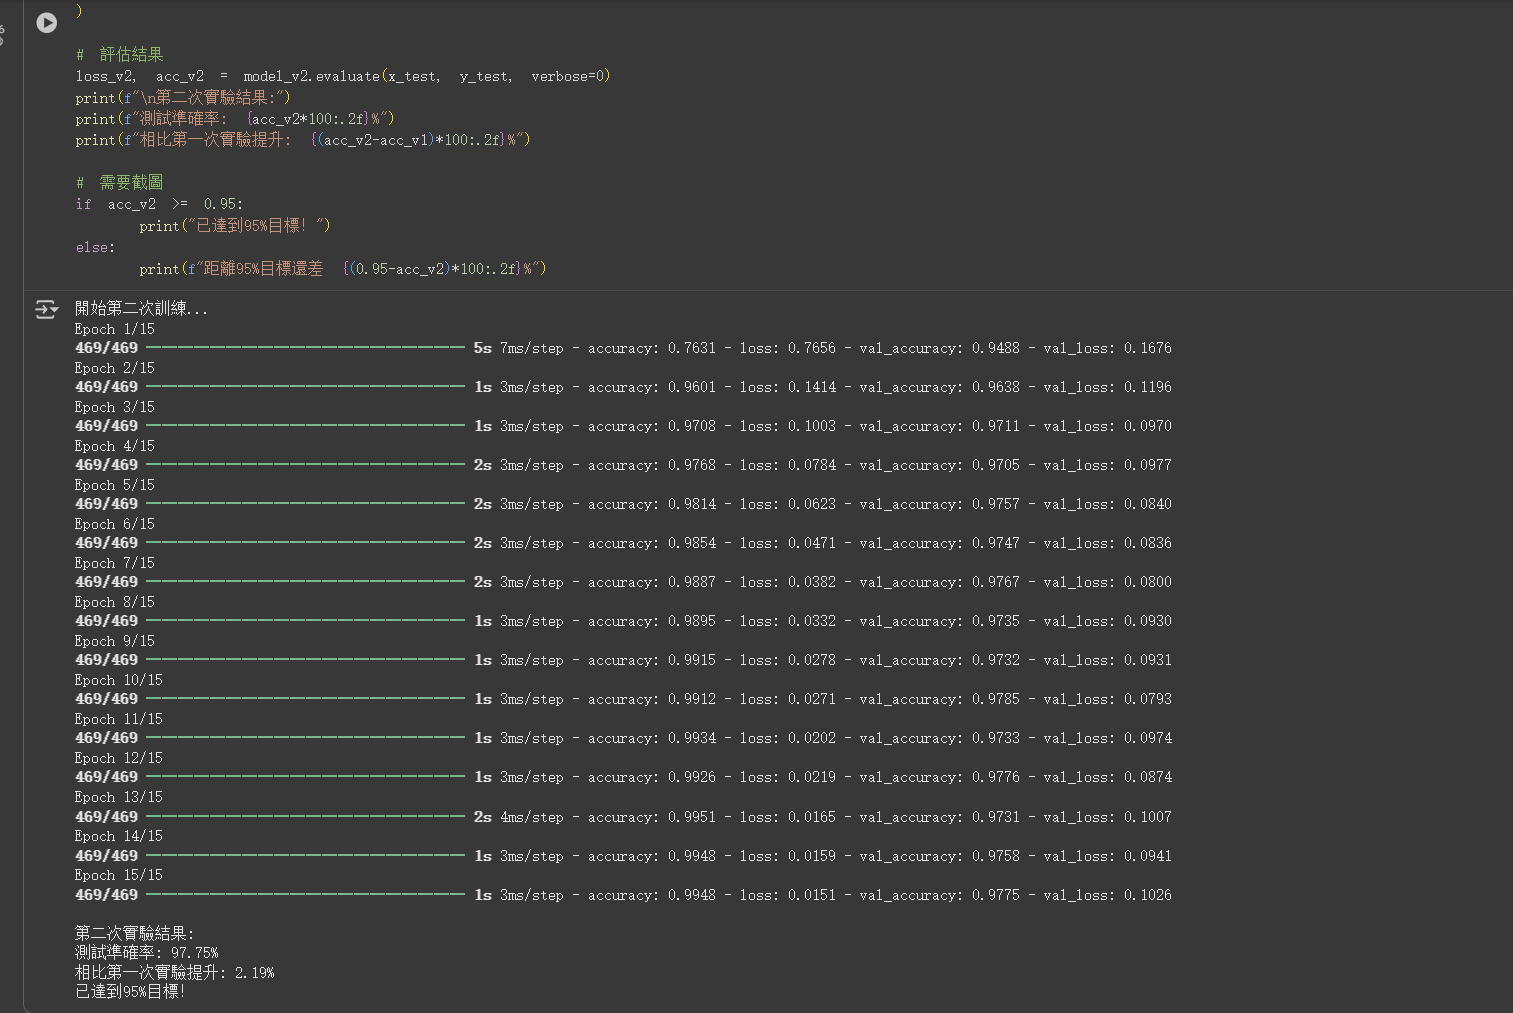 )
# 評估結果
loss_v2, acc_v2 = model_v2.evaluate(x_test, y_test, verbose=0)
print(f"\n第二次實驗結果:")
print(f"測試準確率: {acc_v2*100:.2f}%")
print(f"相比第一次實驗提升: {(acc_v2-acc_v1)*100:.2f}%")
# 需要截圖
if acc_v2 >= 0.95:
print("已達到95%目標! ")
else:
print(f"距離95%目標還差 {(0.95-acc_v2)*100:.2f}%")
開始第二次訓練...
Epoch 1/15
469/469 5s 7ms/step - accuracy: 0.7631 - loss: 0.7656 - val_accuracy: 0.9488 - val_loss: 0.1676
Epoch 2/15
469/469 1s 3ms/step - accuracy: 0.9601 - loss: 0.1414 - val_accuracy: 0.9638 - val_loss: 0.1196
Epoch 3/15
469/469 1s 3ms/step - accuracy: 0.9708 - loss: 0.1003 - val_accuracy: 0.9711 - val_loss: 0.0970
Epoch 4/15
469/469 2s 3ms/step - accuracy: 0.9768 - loss: 0.0784 - val_accuracy: 0.9705 - val_loss: 0.0977
Epoch 5/15
469/469 2s 3ms/step - accuracy: 0.9814 - loss: 0.0623 - val_accuracy: 0.9757 - val_loss: 0.0840
Epoch 6/15
469/469 2s 3ms/step - accuracy: 0.9854 - loss: 0.0471 - val_accuracy: 0.9747 - val_loss: 0.0836
Epoch 7/15
469/469 2s 3ms/step - accuracy: 0.9887 - loss: 0.0382 - val_accuracy: 0.9767 - val_loss: 0.0800
Epoch 8/15
469/469 1s 3ms/step - accuracy: 0.9895 - loss: 0.0332 - val_accuracy: 0.9735 - val_loss: 0.0930
Epoch 9/15
469/469 1s 3ms/step - accuracy: 0.9915 - loss: 0.0278 - val_accuracy: 0.9732 - val_loss: 0.0931
Epoch 10/15
469/469 1s 3ms/step - accuracy: 0.9912 - loss: 0.0271 - val_accuracy: 0.9785 - val_loss: 0.0793
Epoch 11/15
469/469 1s 3ms/step - accuracy: 0.9934 - loss: 0.0202 - val_accuracy: 0.9733 - val_loss: 0.0974
Epoch 12/15
469/469 1s 3ms/step - accuracy: 0.9926 - loss: 0.0219 - val_accuracy: 0.9776 - val_loss: 0.0874
Epoch 13/15
469/469 2s 4ms/step - accuracy: 0.9951 - loss: 0.0165 - val_accuracy: 0.9731 - val_loss: 0.1007
Epoch 14/15
469/469 1s 3ms/step - accuracy: 0.9948 - loss: 0.0159 - val_accuracy: 0.9758 - val_loss: 0.0941
Epoch 15/15
469/469 1s 3ms/step - accuracy: 0.9948 - loss: 0.0151 - val_accuracy: 0.9775 - val_loss: 0.1026
第二次實驗結果:
測試準確率: 97.75%
相比第一次實驗提升: 2.19%
已達到95%目標!